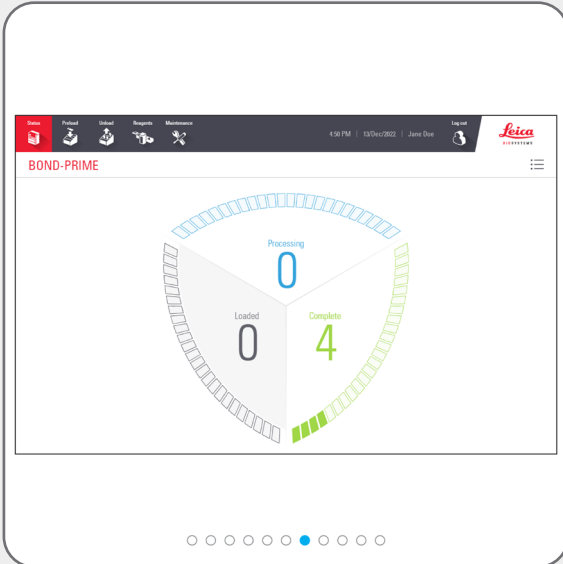 Status
Preload
Unload
Reagents
Maintenance
4:50 PM | 13/Dec/2022 | Jane Doe
Log out
Leica
BIOSYSTEMS
BOND-PRIME
Processing
0
Loaded
0
Complete
4